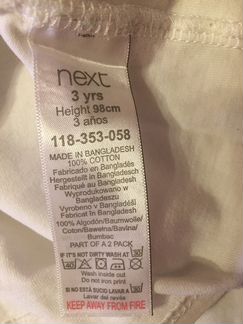 next
3 yrs
Height 98cm
3 años
118-353-058
MADE IN BANGLADESH
100% COTTON
Fabricado en Bangladés
Hergestellt in Bangladesch
Fabriqué au Bangladesh
Wyprodukowano w
Bangladeszu
Vyrobeno v Bangladéši
Fabricat în Bangladesh
100% Algodón/Baumwolle/
Coton/Bawełna/Bavlna/
Bumbac
PART OF A 2 PACK
IF IT'S NOT DIRTY WASH AT 30
40
Wash inside out
Do not iron print
SI NO ESTÁ SUCIO LAVAR A 30
Lavar del revés
KEEP AWAY FROM FIRE